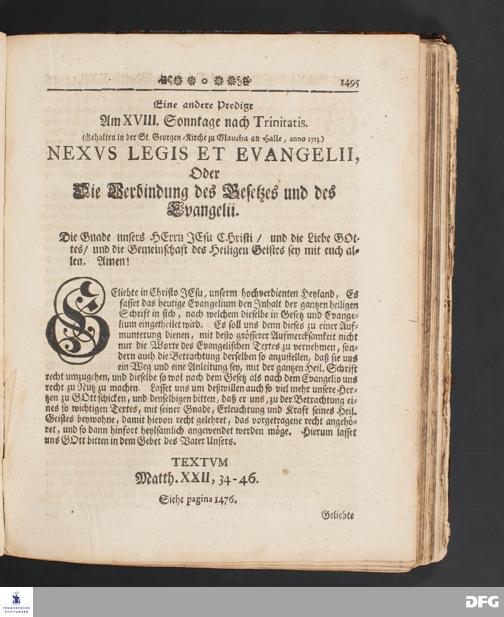 1495
Eine andere Predigt
Am XVIII. Sonntage nach Trinitatis.
(Gehalten in der St. Georgen-Kirche zu Glaucha an Halle, anno 1713.)
NEXVS LEGIS ET EVANGELII,
Oder
Die Verbindung des Gesetzes und des
Evangelii.
Die Gnade unsers HErrn JEsu CHristi/ und die Liebe GOt-
tes/ und die Gemeinschaft des Heiligen Geistes sey mit euch al-
len. Amen!
GEliebte in Christo JEsu, unserm hochverdienten Heyland, Es
fasset das heutige Evangelium den Inhalt der gantzen heiligen
Schrift in sich, nach welchem dieselbe in Gesetz und Evange-
lium eingetheilet wird. Es soll uns denn dieses zu einer Auf-
munterung dienen, mit desto grösserer Aufmercksamkeit nicht
nur die Worte des Evangelischen Textes zu vernehmen, son-
dern auch die Betrachtung derselben so anzustellen, daß sie uns
ein Weg und eine Anleitung sey, mit der gantzen Heil. Schrift
recht umzugehen, und dieselbe so wol nach dem Gesetz als nach dem Evangelio uns
recht zu Nutz zu machen. Lasset uns um deßwillen auch so viel mehr unsere Her-
tzen zu GOtt schicken, und denselbigen bitten, daß er uns, zu der Betrachtung ei-
nes so wichtigen Textes, mit seiner Gnade, Erleuchtung und Kraft seines Heil.
Geistes beywohne, damit hievon recht gelehret, das vorgetragene recht angehö-
ret, und so dann hinfort heylsamlich angewendet werden möge. Hierum lasset
uns GOtt bitten in dem Gebet des Vater Unsers.
TEXTVM
Matth. XXII, 34-46.
Siehe pagina 1476.
Geliebte
FRANCKESCHE
STIFTUNGEN
DFG